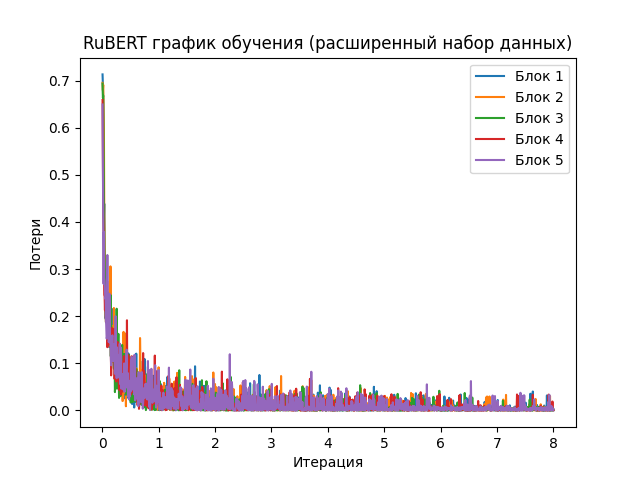 RuBERT график обучения (расширенный набор данных)
Блок 1
Блок 2
Блок 3
Блок 4
Блок 5
Потери
0.7
0.6
0.5
0.4
0.3
0.2
0.1
0.0
0 1 2 3 4 5 6 7 8
Итерация